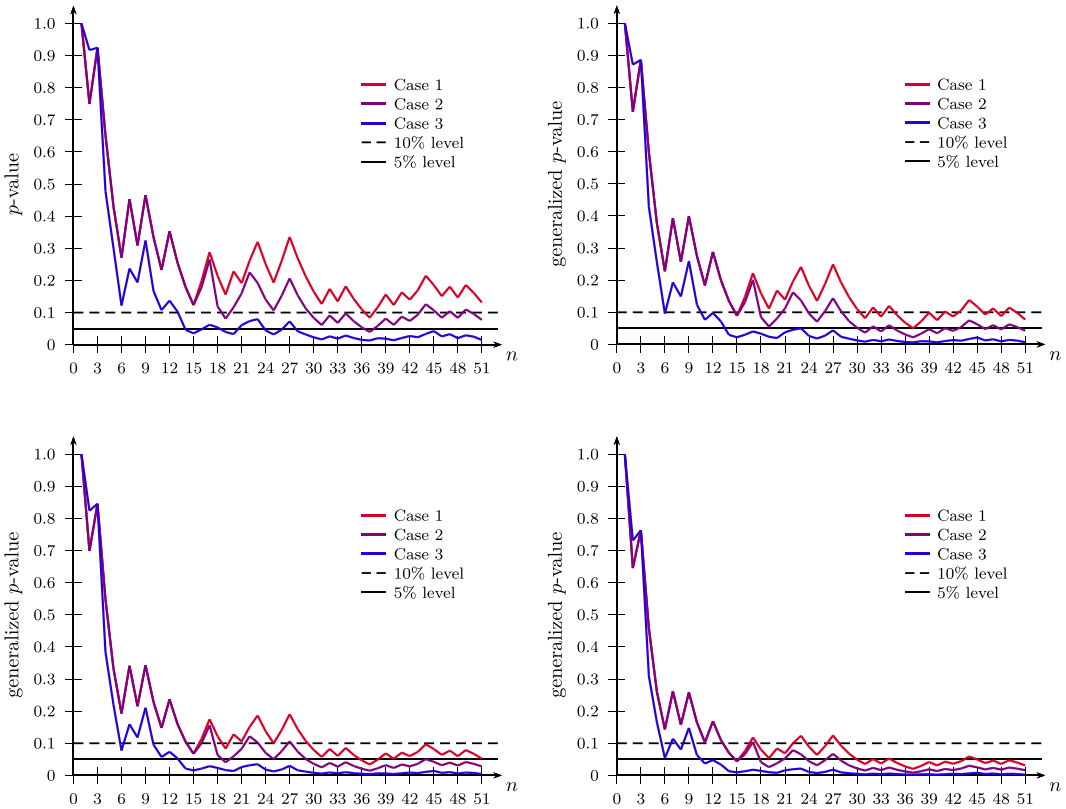 1.0
0.9
0.8
0.7
0.6
0.5
0.4
0.3
0.2
0.1
0
p-value
Case 1
Case 2
Case 3
10% level
5% level
0 3 6 9 12 15 18 21 24 27 30 33 36 39 42 45 48 51
n
1.0
0.9
0.8
0.7
0.6
0.5
0.4
0.3
0.2
0.1
0
generalized p-value
Case 1
Case 2
Case 3
10% level
5% level
0 3 6 9 12 15 18 21 24 27 30 33 36 39 42 45 48 51
n
1.0
0.9
0.8
0.7
0.6
0.5
0.4
0.3
0.2
0.1
0
generalized p-value
Case 1
Case 2
Case 3
10% level
5% level
0 3 6 9 12 15 18 21 24 27 30 33 36 39 42 45 48 51
n
1.0
0.9
0.8
0.7
0.6
0.5
0.4
0.3
0.2
0.1
0
generalized p-value
Case 1
Case 2
Case 3
10% level
5% level
0 3 6 9 12 15 18 21 24 27 30 33 36 39 42 45 48 51
n